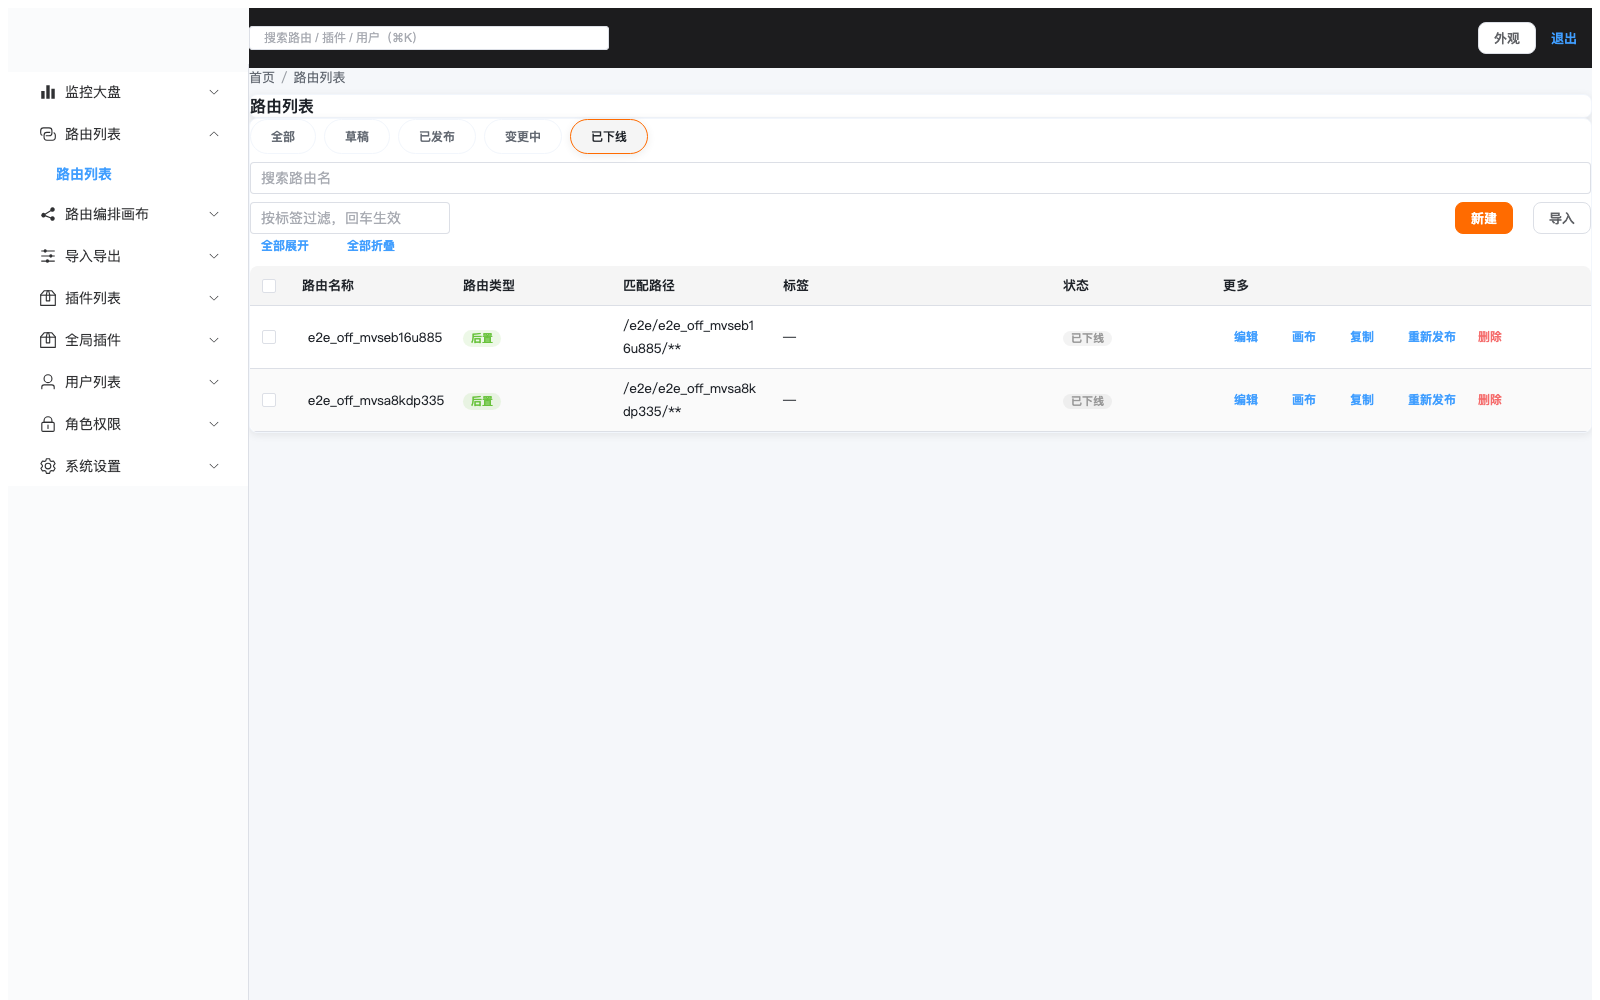 搜索路由 / 插件 / 用户（⌘K）
外观
退出
监控大盘
路由列表
路由列表
路由编排画布
导入导出
插件列表
全局插件
用户列表
角色权限
系统设置
首页 / 路由列表
路由列表
全部 草稿 已发布 变更中 已下线
搜索路由名
按标签过滤，回车生效
新建 导入
全部展开 全部折叠
路由名称 路由类型 匹配路径 标签 状态 更多
e2e_off_mvseb16u885 后置 /e2e/e2e_off_mvseb1
6u885/** — 已下线 编辑 画布 复制 重新发布 删除
e2e_off_mvsa8kdp335 后置 /e2e/e2e_off_mvsa8k
dp335/** — 已下线 编辑 画布 复制 重新发布 删除